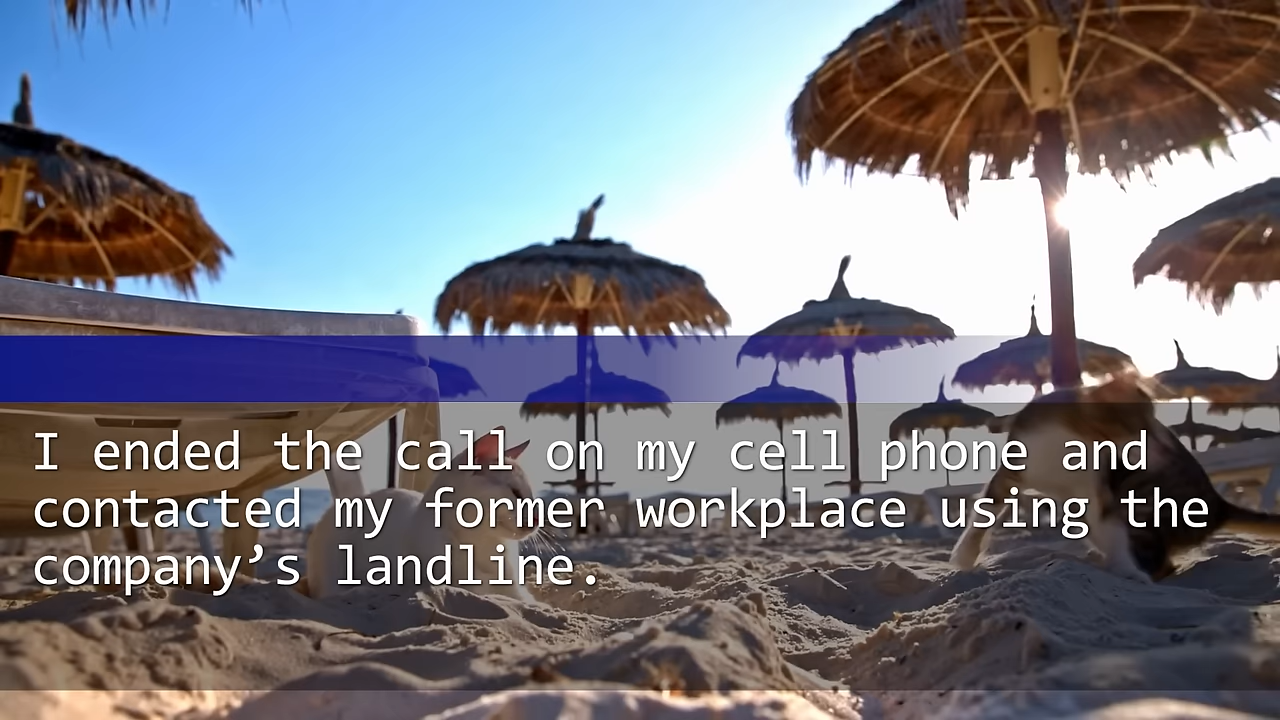 I ended the call on my cell phone and
contacted my former workplace using the
company’s landline.